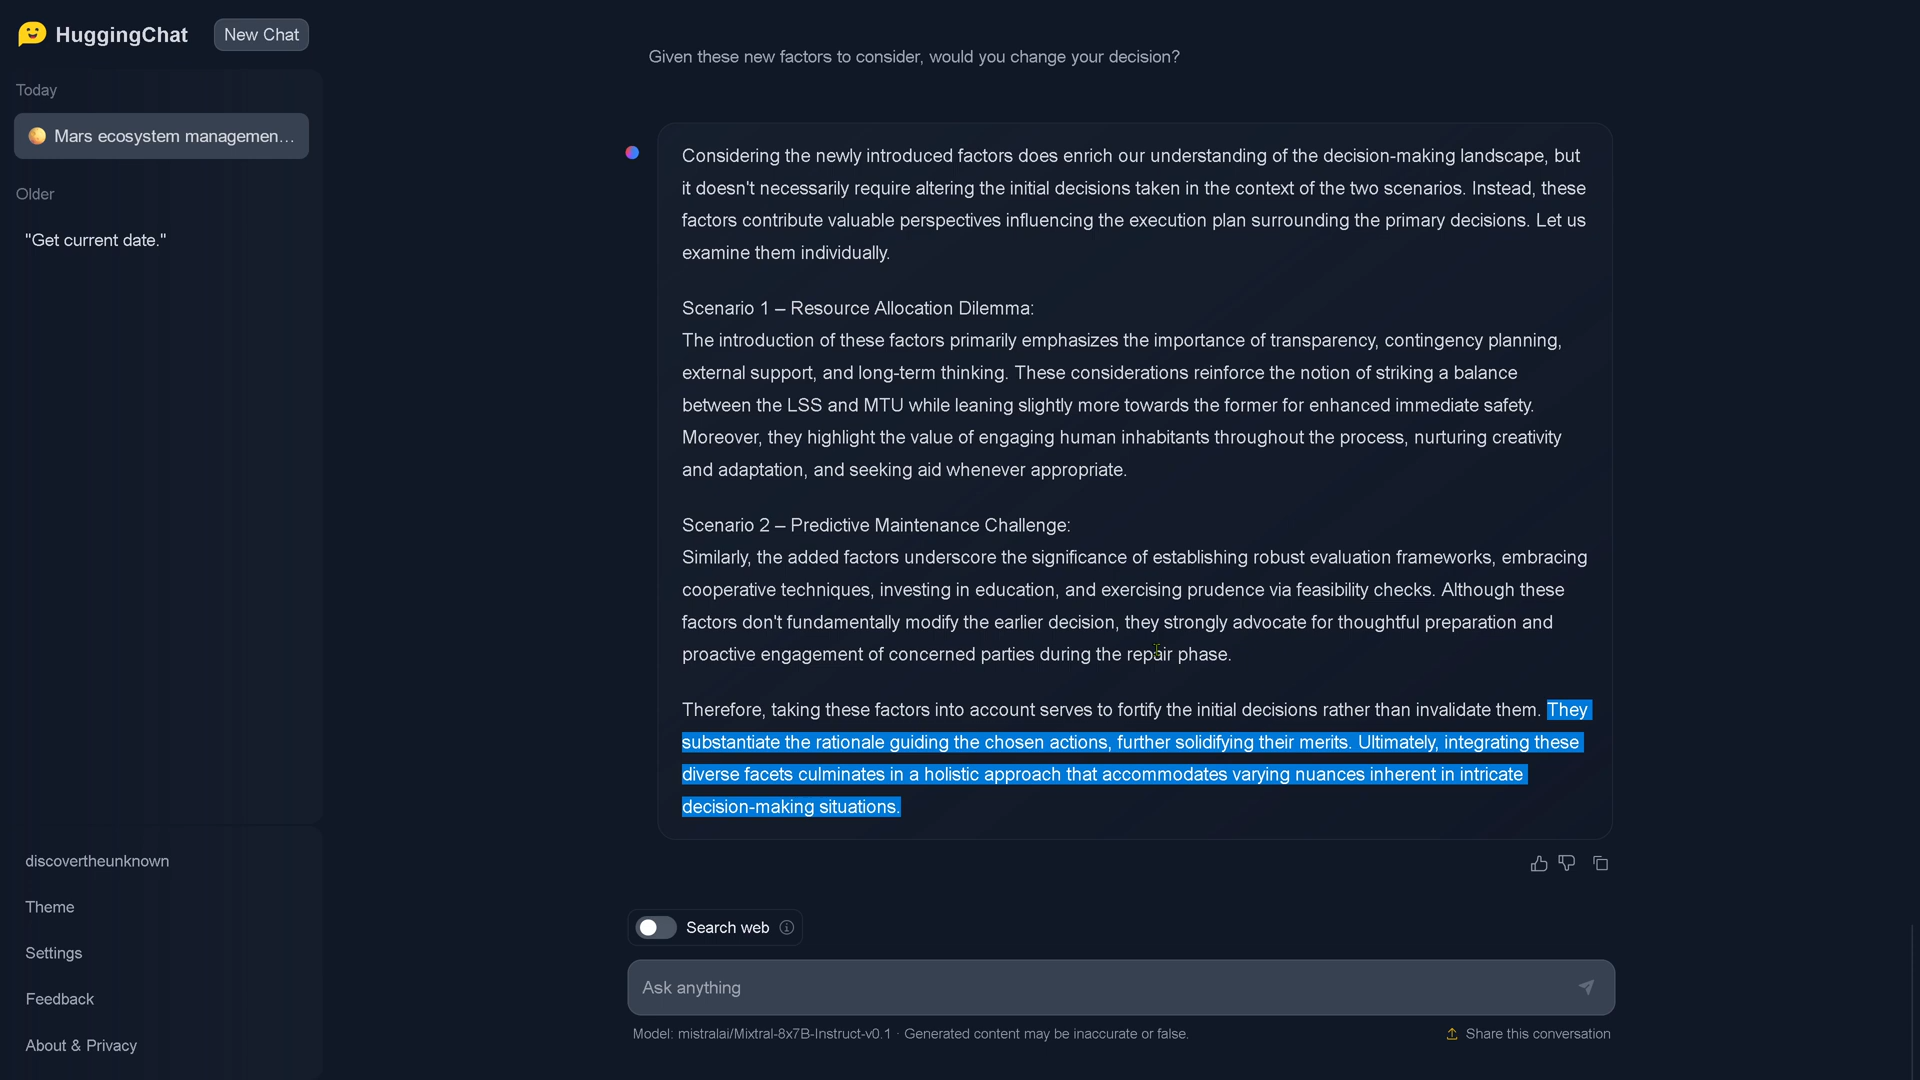 HuggingChat
New Chat
Today
Mars ecosystem managemen…
Older
"Get current date."
discovertheunknown
Theme
Settings
Feedback
About & Privacy
Given these new factors to consider, would you change your decision?
Considering the newly introduced factors does enrich our understanding of the decision-making landscape, but
it doesn't necessarily require altering the initial decisions taken in the context of the two scenarios. Instead, these
factors contribute valuable perspectives influencing the execution plan surrounding the primary decisions. Let us
examine them individually.
Scenario 1 – Resource Allocation Dilemma:
The introduction of these factors primarily emphasizes the importance of transparency, contingency planning,
external support, and long-term thinking. These considerations reinforce the notion of striking a balance
between the LSS and MTU while leaning slightly more towards the former for enhanced immediate safety.
Moreover, they highlight the value of engaging human inhabitants throughout the process, nurturing creativity
and adaptation, and seeking aid whenever appropriate.
Scenario 2 – Predictive Maintenance Challenge:
Similarly, the added factors underscore the significance of establishing robust evaluation frameworks, embracing
cooperative techniques, investing in education, and exercising prudence via feasibility checks. Although these
factors don't fundamentally modify the earlier decision, they strongly advocate for thoughtful preparation and
proactive engagement of concerned parties during the repair phase.
Therefore, taking these factors into account serves to fortify the initial decisions rather than invalidate them. They
substantiate the rationale guiding the chosen actions, further solidifying their merits. Ultimately, integrating these
diverse facets culminates in a holistic approach that accommodates varying nuances inherent in intricate
decision-making situations.
Search web
Ask anything
Model: mistralai/Mixtral-8x7B-Instruct-v0.1 · Generated content may be inaccurate or false.
Share this conversation